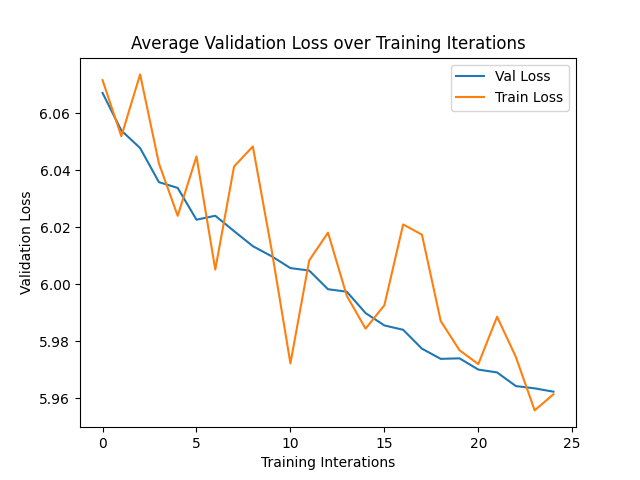 Average Validation Loss over Training Iterations
Val Loss
Train Loss
Validation Loss
6.06
6.04
6.02
6.00
5.98
5.96
0 5 10 15 20 25
Training Interations